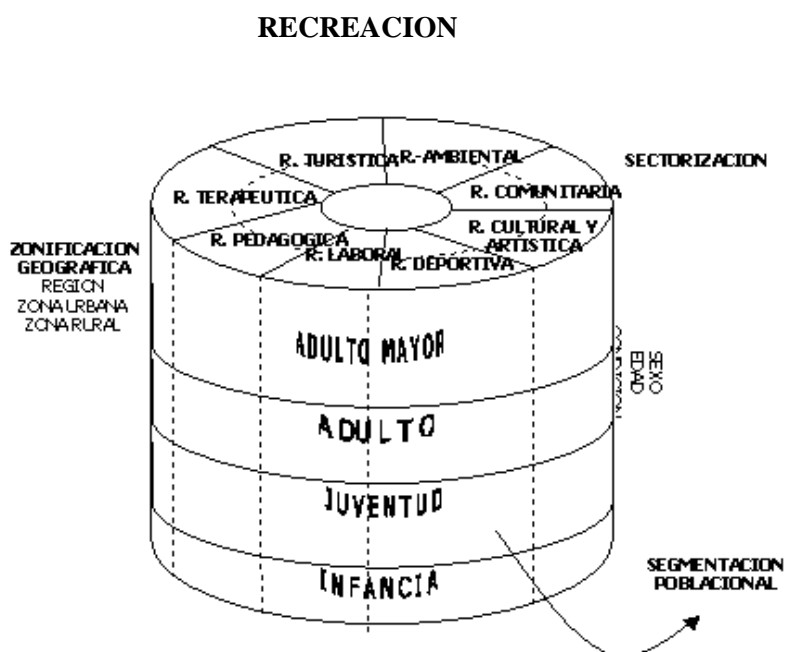 RECREACION
R. TURISTICA
R.-AMBIENTAL
SECTORIZACION
R. TERAPEUTICA
R. COMUNITARIA
R. PEDAGOGICA
R. CULTURAL Y
ARTISTICA
R. LABORAL
R. DEPORTIVA
ZONIFICACION
GEOGRAFICA
REGION
ZONA URBANA
ZONA RURAL
ADULTO MAYOR
SEXO
EDAD
ADULTO
JUVENTUD
INFANCIA
SEGMENTACION
POBLACIONAL